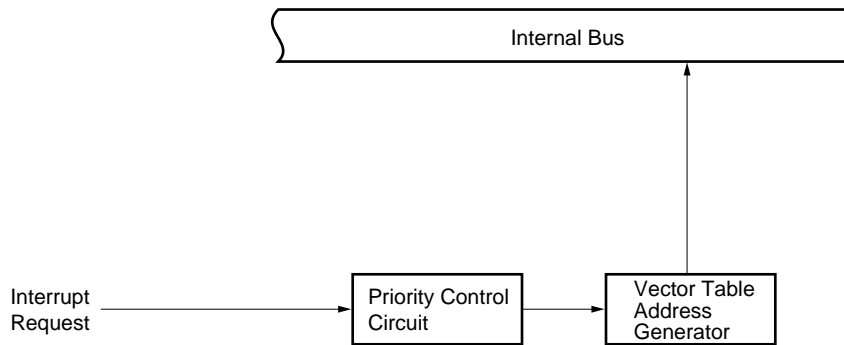 Internal Bus
Interrupt
Request
Priority Control
Circuit
Vector Table
Address
Generator